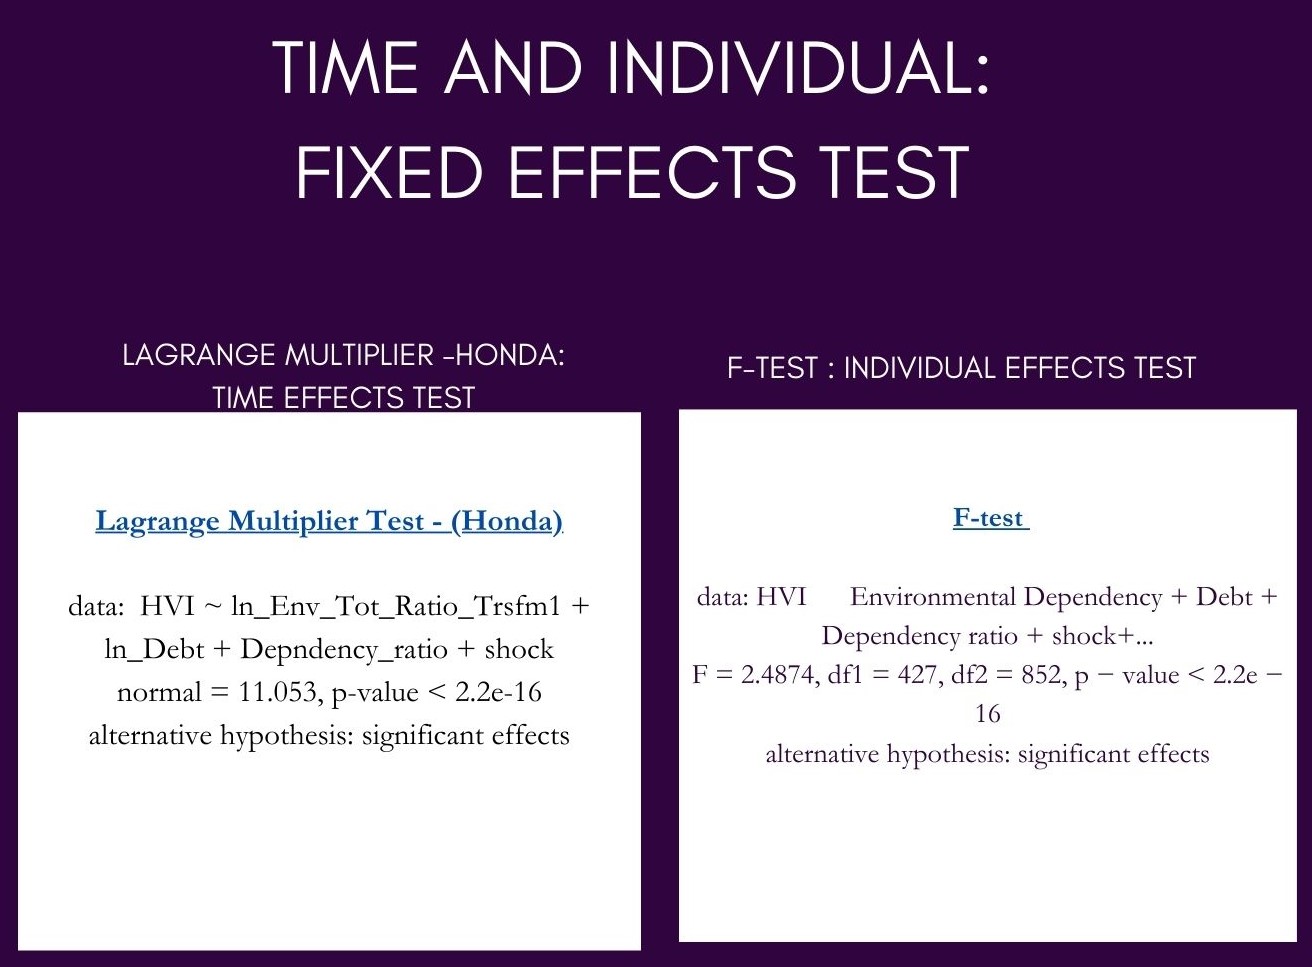 TIME AND INDIVIDUAL:
FIXED EFFECTS TEST
LAGRANGE MULTIPLIER -HONDA:
TIME EFFECTS TEST
Lagrange Multiplier Test - (Honda)
data: HVI ~ ln_Env_Tot_Ratio_Trsfm1 +
ln_Debt + Depndency_ratio + shock
normal = 11.053, p-value < 2.2e-16
alternative hypothesis: significant effects
F-TEST : INDIVIDUAL EFFECTS TEST
F-test
data: HVI Environmental Dependency + Debt +
Dependency ratio + shock+...
F = 2.4874, df1 = 427, df2 = 852, p − value < 2.2e −
16
alternative hypothesis: significant effects